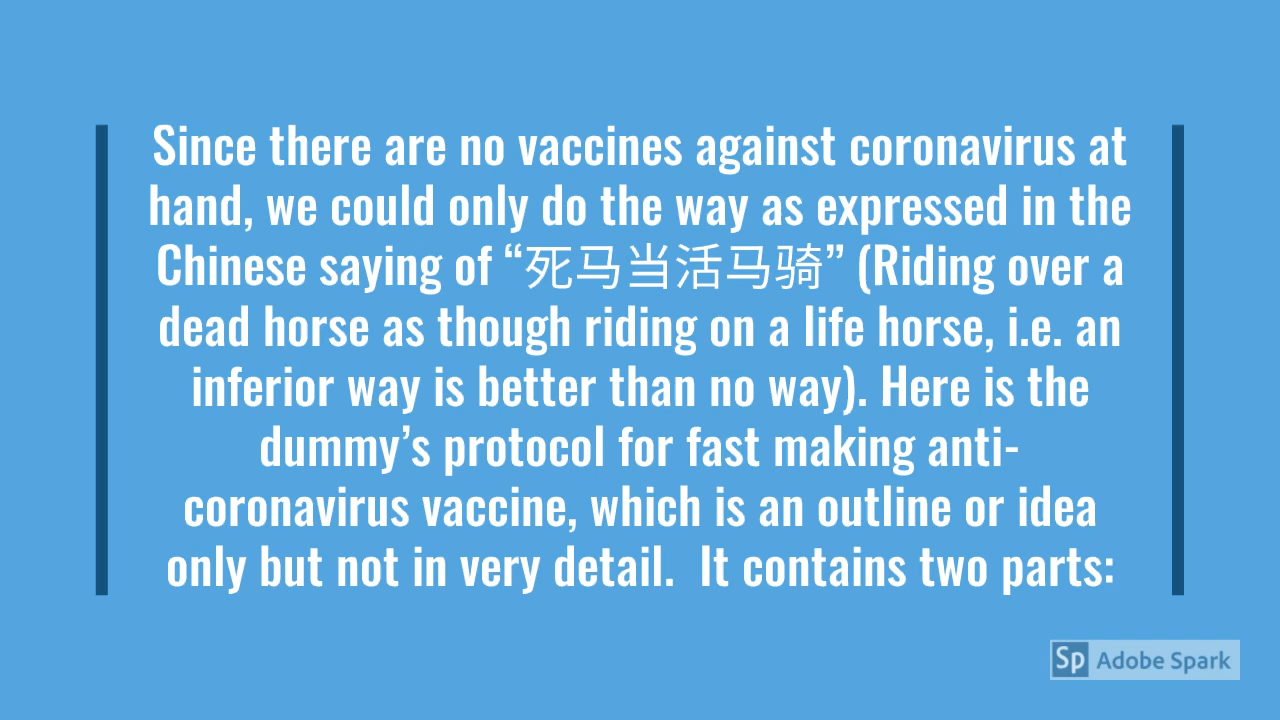 Since there are no vaccines against coronavirus at
hand, we could only do the way as expressed in the
Chinese saying of “死马当活马骑” (Riding over a
dead horse as though riding on a life horse, i.e. an
inferior way is better than no way). Here is the
dummy’s protocol for fast making anti-
coronavirus vaccine, which is an outline or idea
only but not in very detail.  It contains two parts:
Sp Adobe Spark